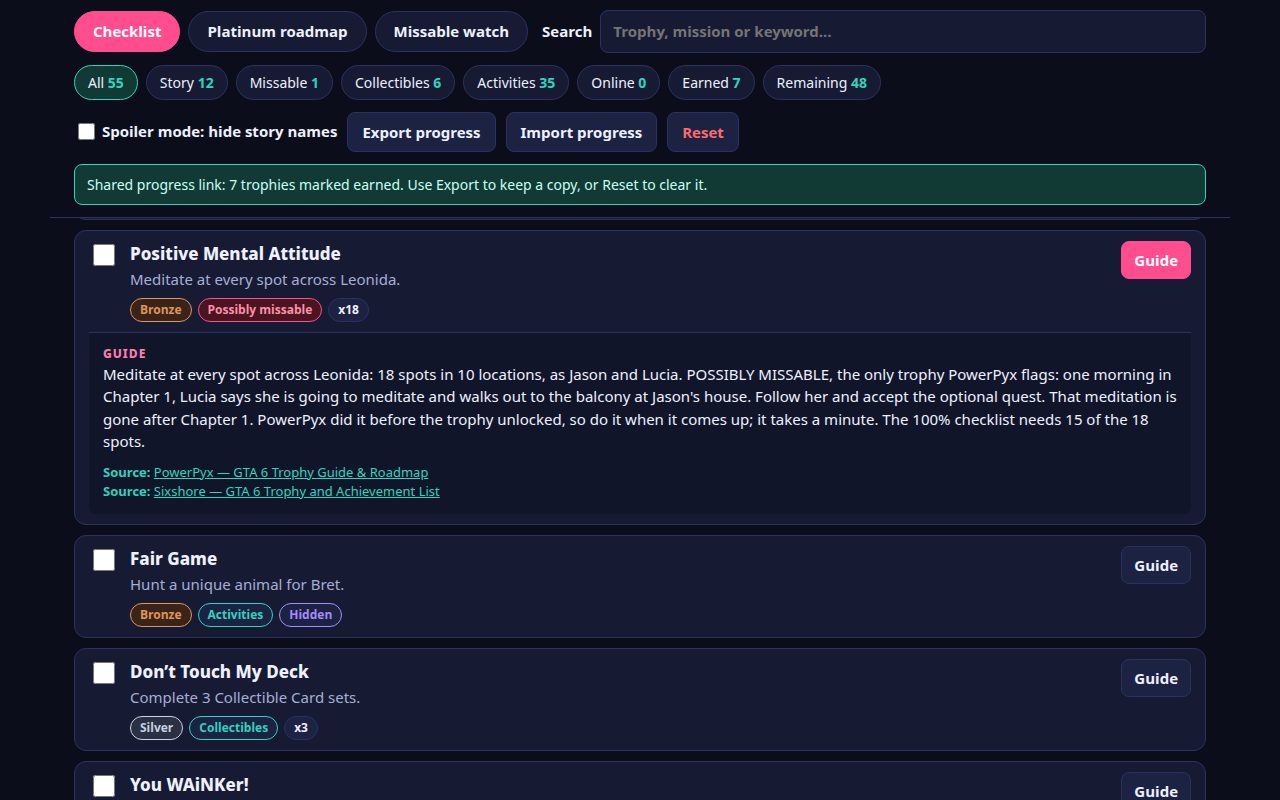 Checklist Platinum roadmap Missable watch Search Trophy, mission or keyword...
All 55 Story 12 Missable 1 Collectibles 6 Activities 35 Online 0 Earned 7 Remaining 48
Spoiler mode: hide story names Export progress Import progress Reset
Shared progress link: 7 trophies marked earned. Use Export to keep a copy, or Reset to clear it.
Positive Mental Attitude Guide
Meditate at every spot across Leonida.
Bronze Possibly missable x18
GUIDE
Meditate at every spot across Leonida: 18 spots in 10 locations, as Jason and Lucia. POSSIBLY MISSABLE, the only trophy PowerPyx flags: one morning in
Chapter 1, Lucia says she is going to meditate and walks out to the balcony at Jason's house. Follow her and accept the optional quest. That meditation is
gone after Chapter 1. PowerPyx did it before the trophy unlocked, so do it when it comes up; it takes a minute. The 100% checklist needs 15 of the 18
spots.
Source: PowerPyx — GTA 6 Trophy Guide & Roadmap
Source: Sixshore — GTA 6 Trophy and Achievement List
Fair Game Guide
Hunt a unique animal for Bret.
Bronze Activities Hidden
Don’t Touch My Deck Guide
Complete 3 Collectible Card sets.
Silver Collectibles x3
You WAiNKer! Guide